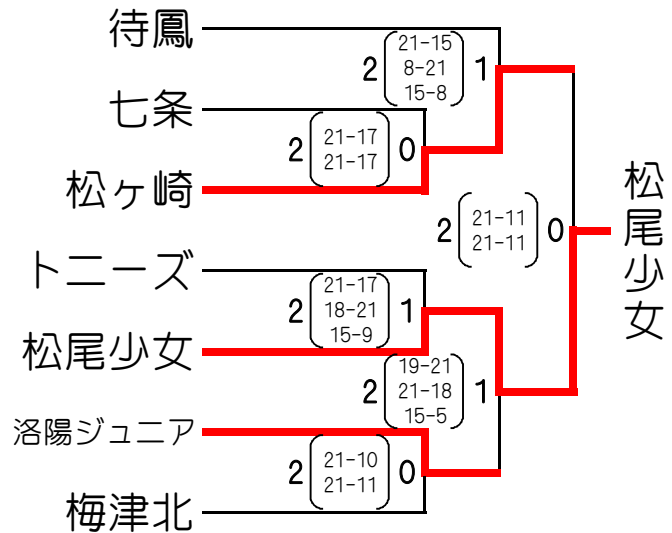 待鳳
2 21-15 1
8-21
15-8
七条
2 21-17 0
21-17
松ヶ崎
2 21-11 0
21-11
松尾少女
トニーズ
2 21-17 1
18-21
15-9
松尾少女
2 19-21 1
21-18
15-5
洛陽ジュニア
2 21-10 0
21-11
梅津北